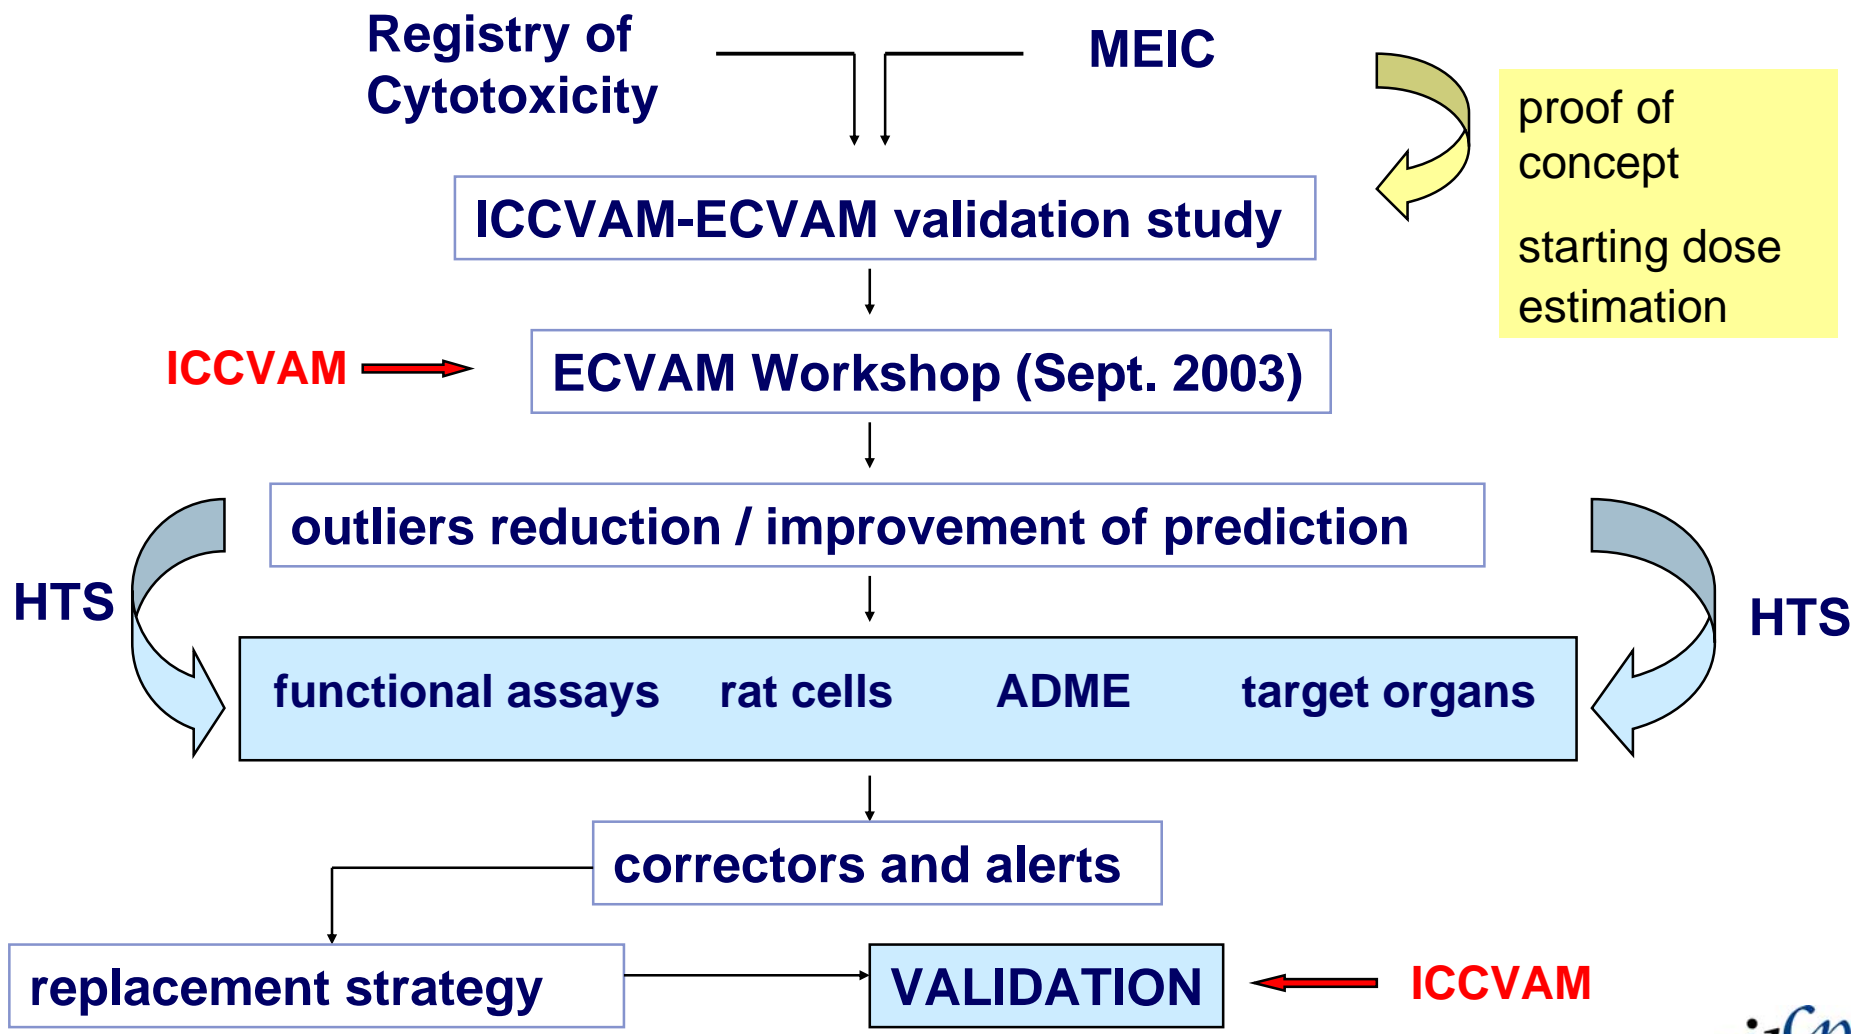 Registry of
Cytotoxicity
MEIC
proof of
concept
starting dose
estimation
ICCVAM-ECVAM validation study
ICCVAM
ECVAM Workshop (Sept. 2003)
outliers reduction / improvement of prediction
HTS
HTS
functional assays rat cells ADME target organs
correctors and alerts
replacement strategy
VALIDATION
ICCVAM